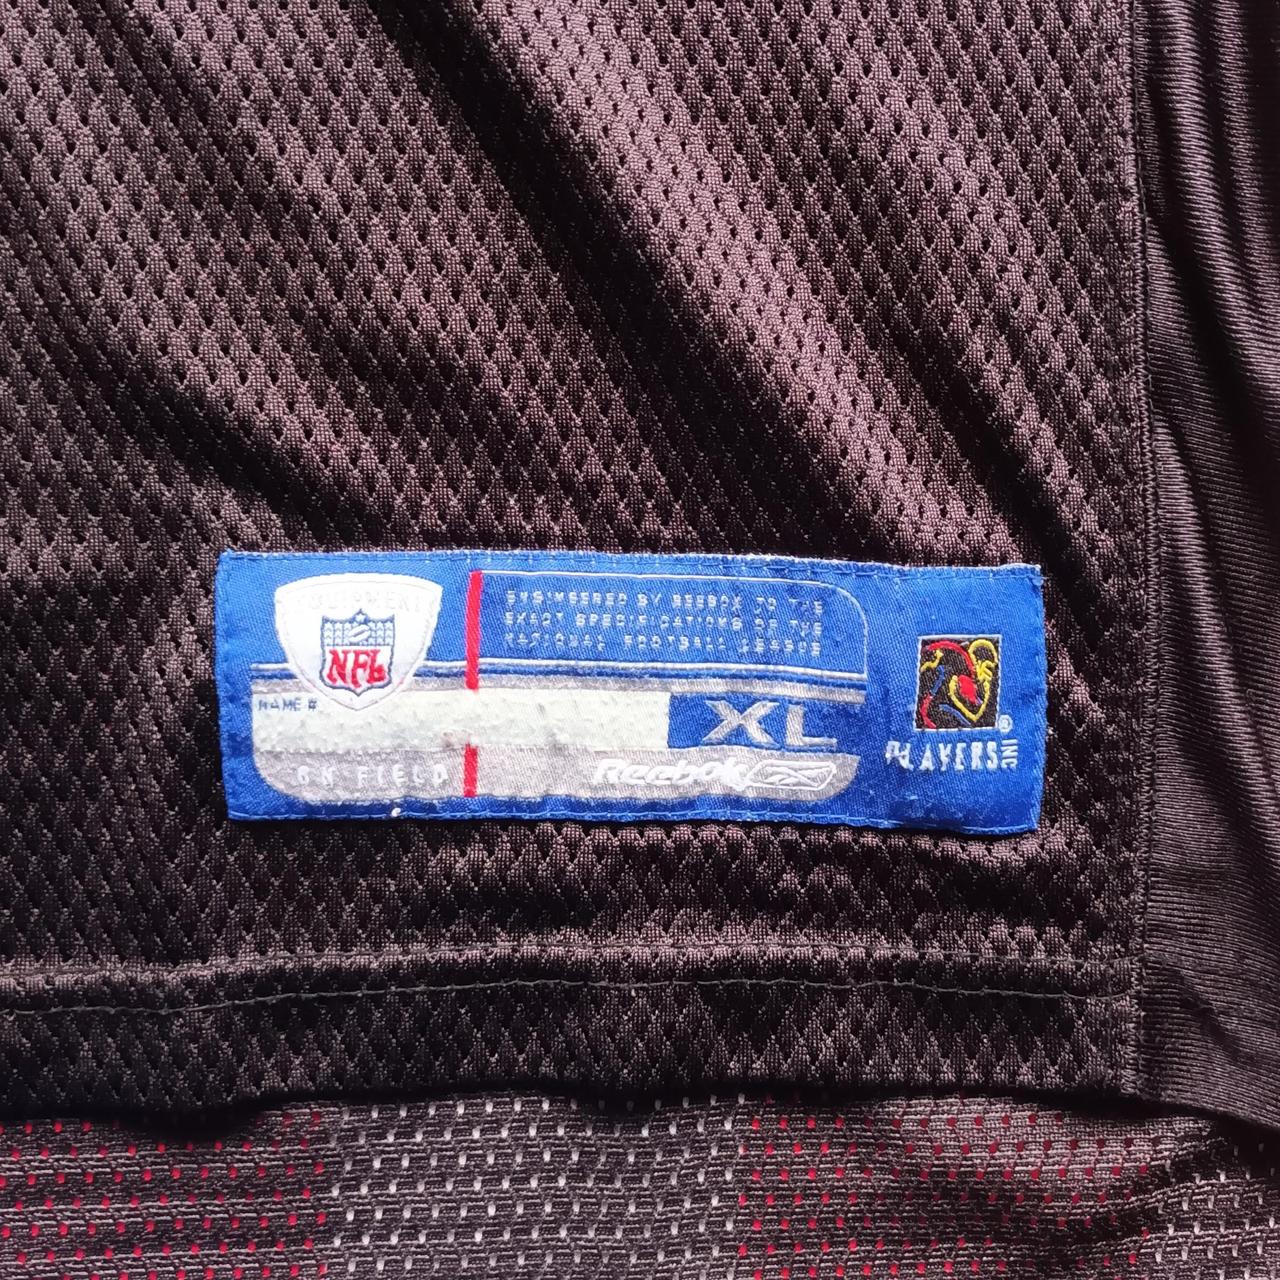 EQUIPMENT
NFL
ENGINEERED BY REEBOK TO THE
EXACT SPECIFICATIONS OF THE
NATIONAL FOOTBALL LEAGUE
NAME #
XL
ON FIELD
Reebok
PLAYERS INC
®